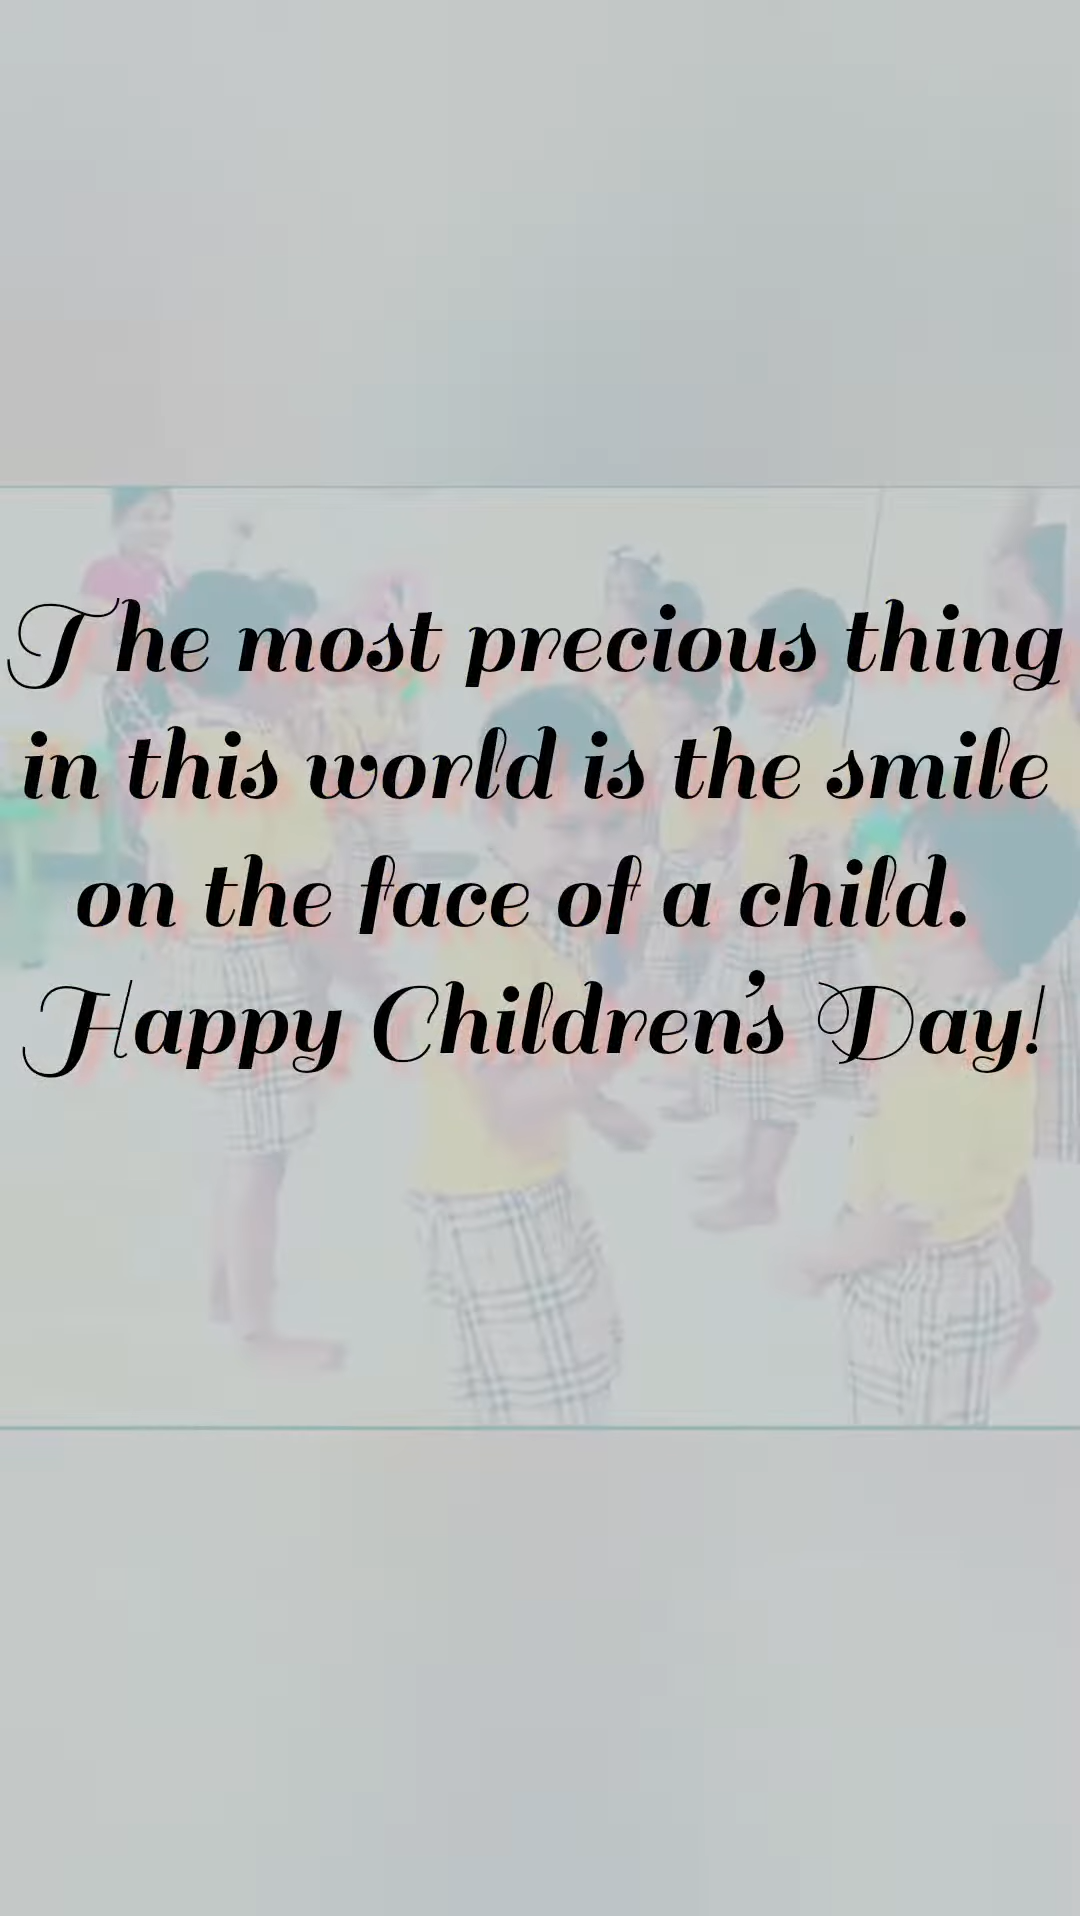 The most precious thing
in this world is the smile
on the face of a child.
Happy Children's Day!